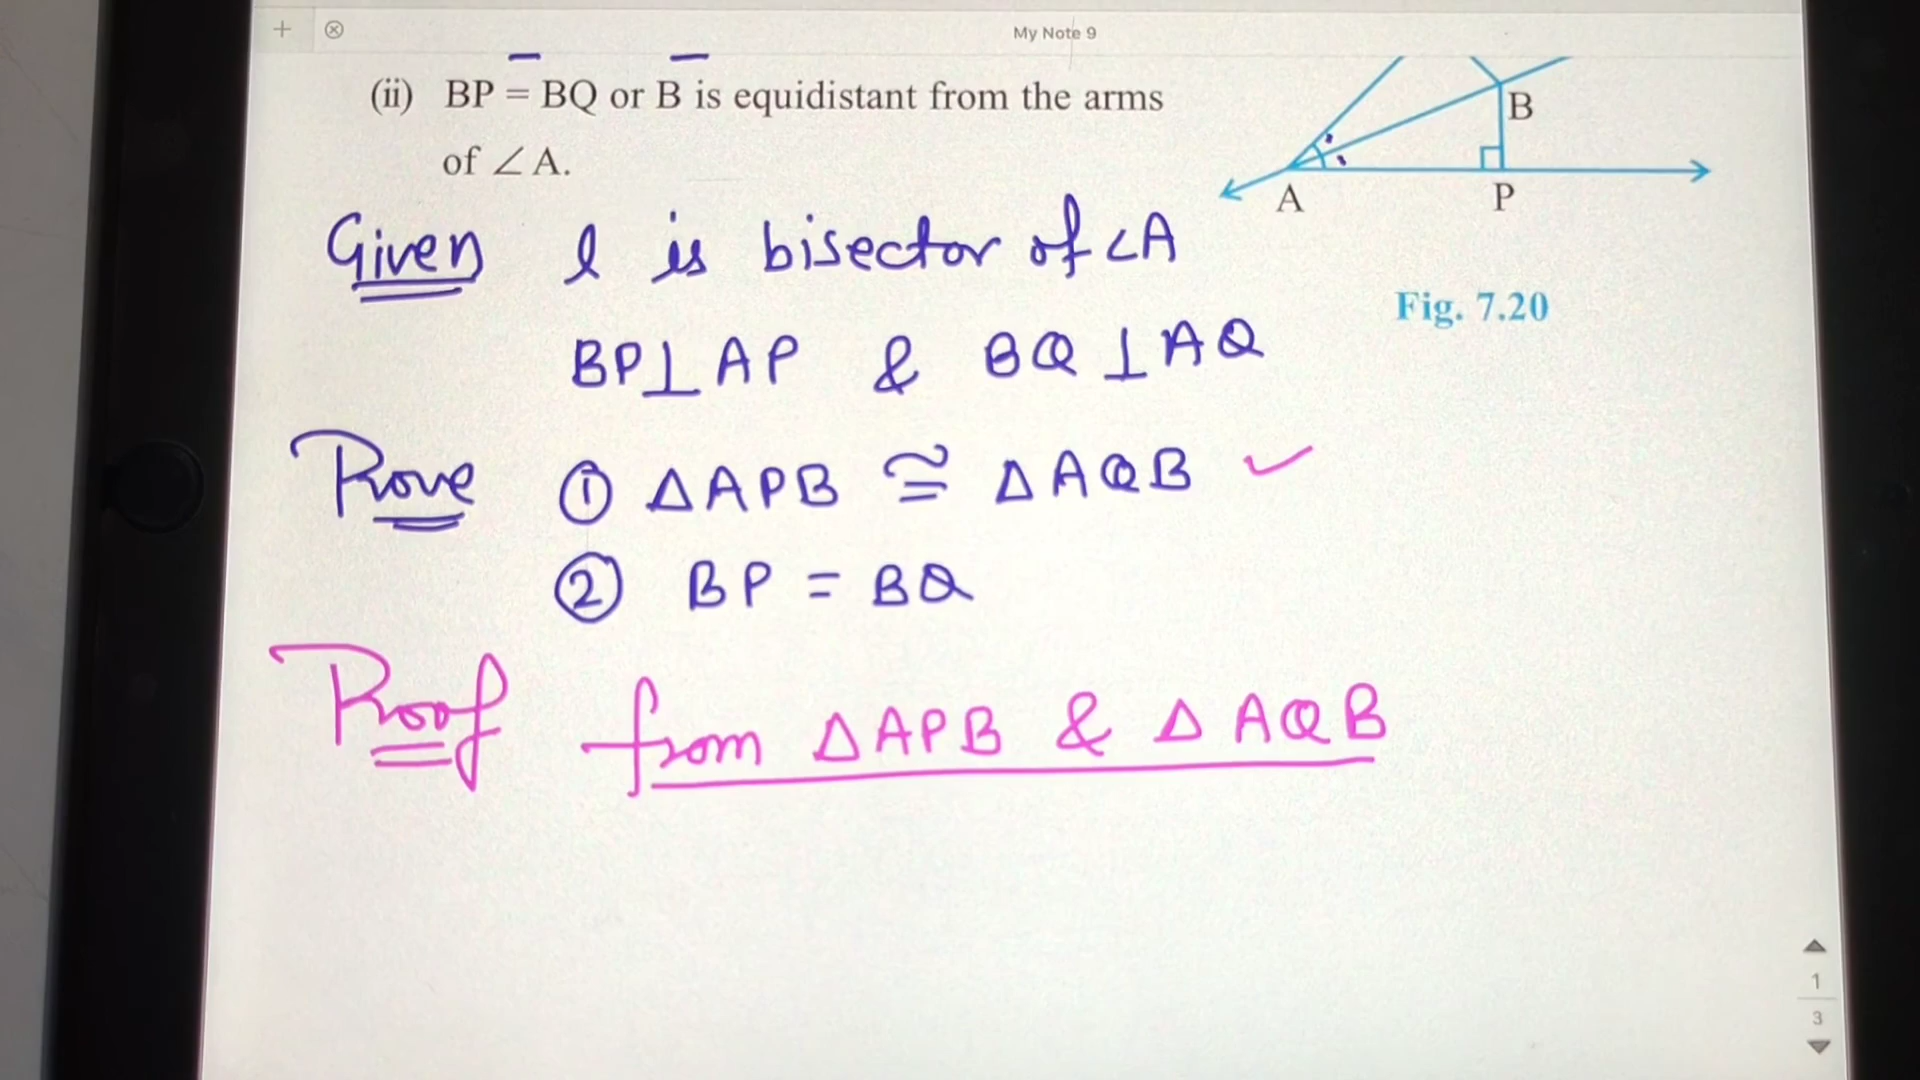 My Note 9
(ii) BP = BQ or B is equidistant from the arms
of ∠A.
B
A
P
Fig. 7.20
Given l is bisector of ∠A
BP⊥AP & BQ⊥AQ
Prove ① ΔAPB ≅ ΔAQB ✓
② BP = BQ
Proof from ΔAPB & ΔAQB
1
3